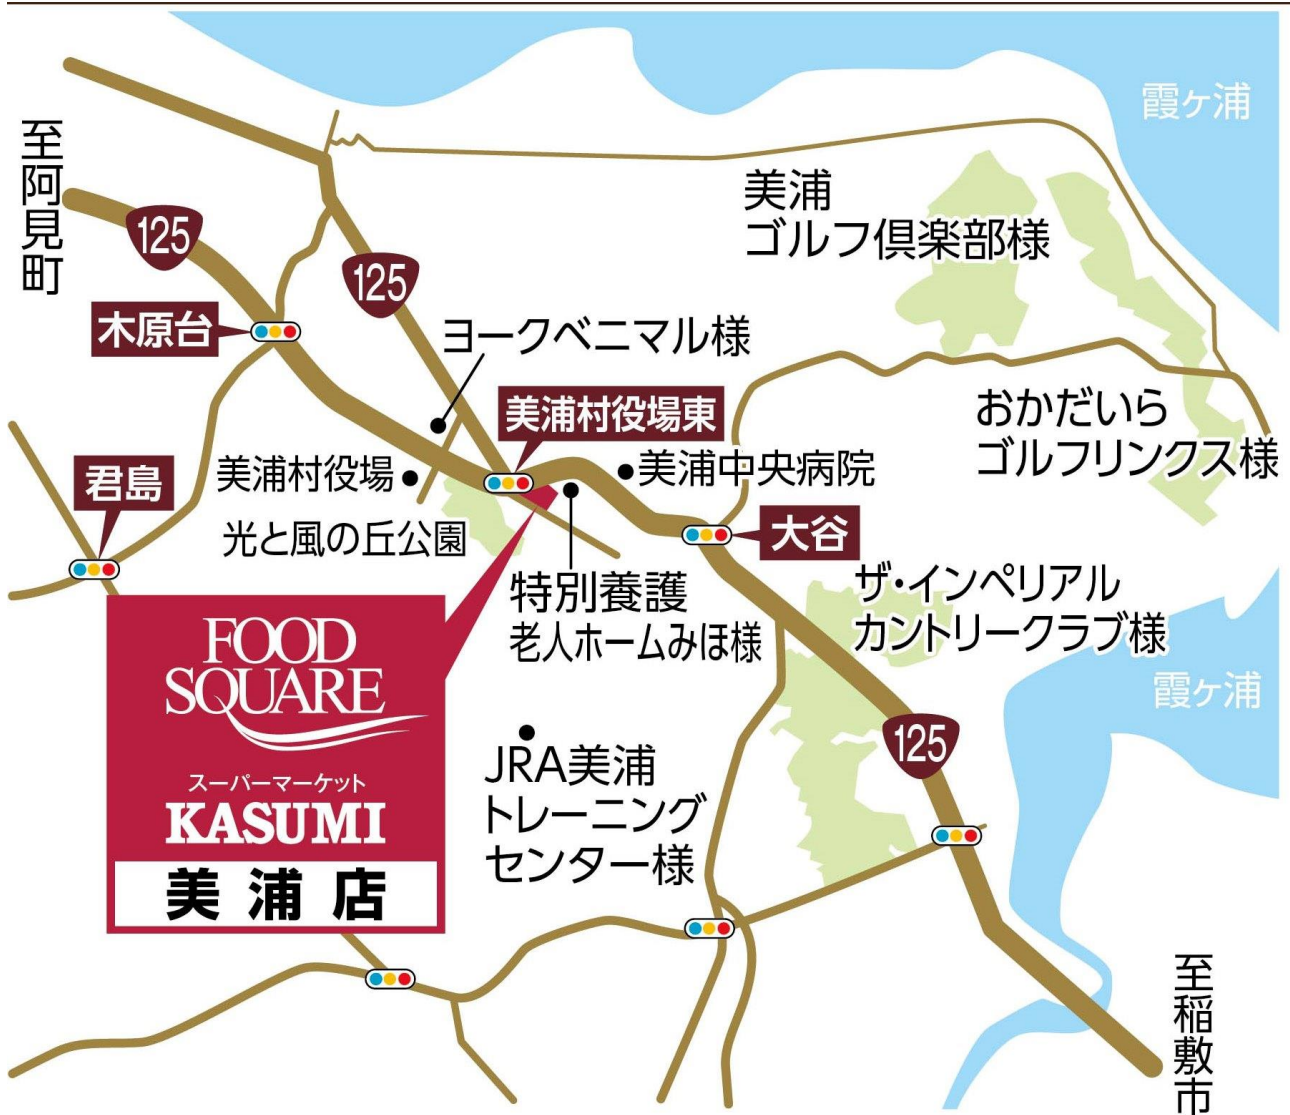 霞ヶ浦
至阿見町
125
125
美浦
ゴルフ倶楽部様
木原台
ヨークベニマル様
美浦村役場東
おかだいら
ゴルフリンクス様
君島
美浦村役場
美浦中央病院
光と風の丘公園
大谷
特別養護
老人ホームみほ様
ザ・インペリアル
カントリークラブ様
霞ヶ浦
FOOD
SQUARE
スーパーマーケット
KASUMI
美浦店
125
JRA美浦
トレーニング
センター様
至稲敷市